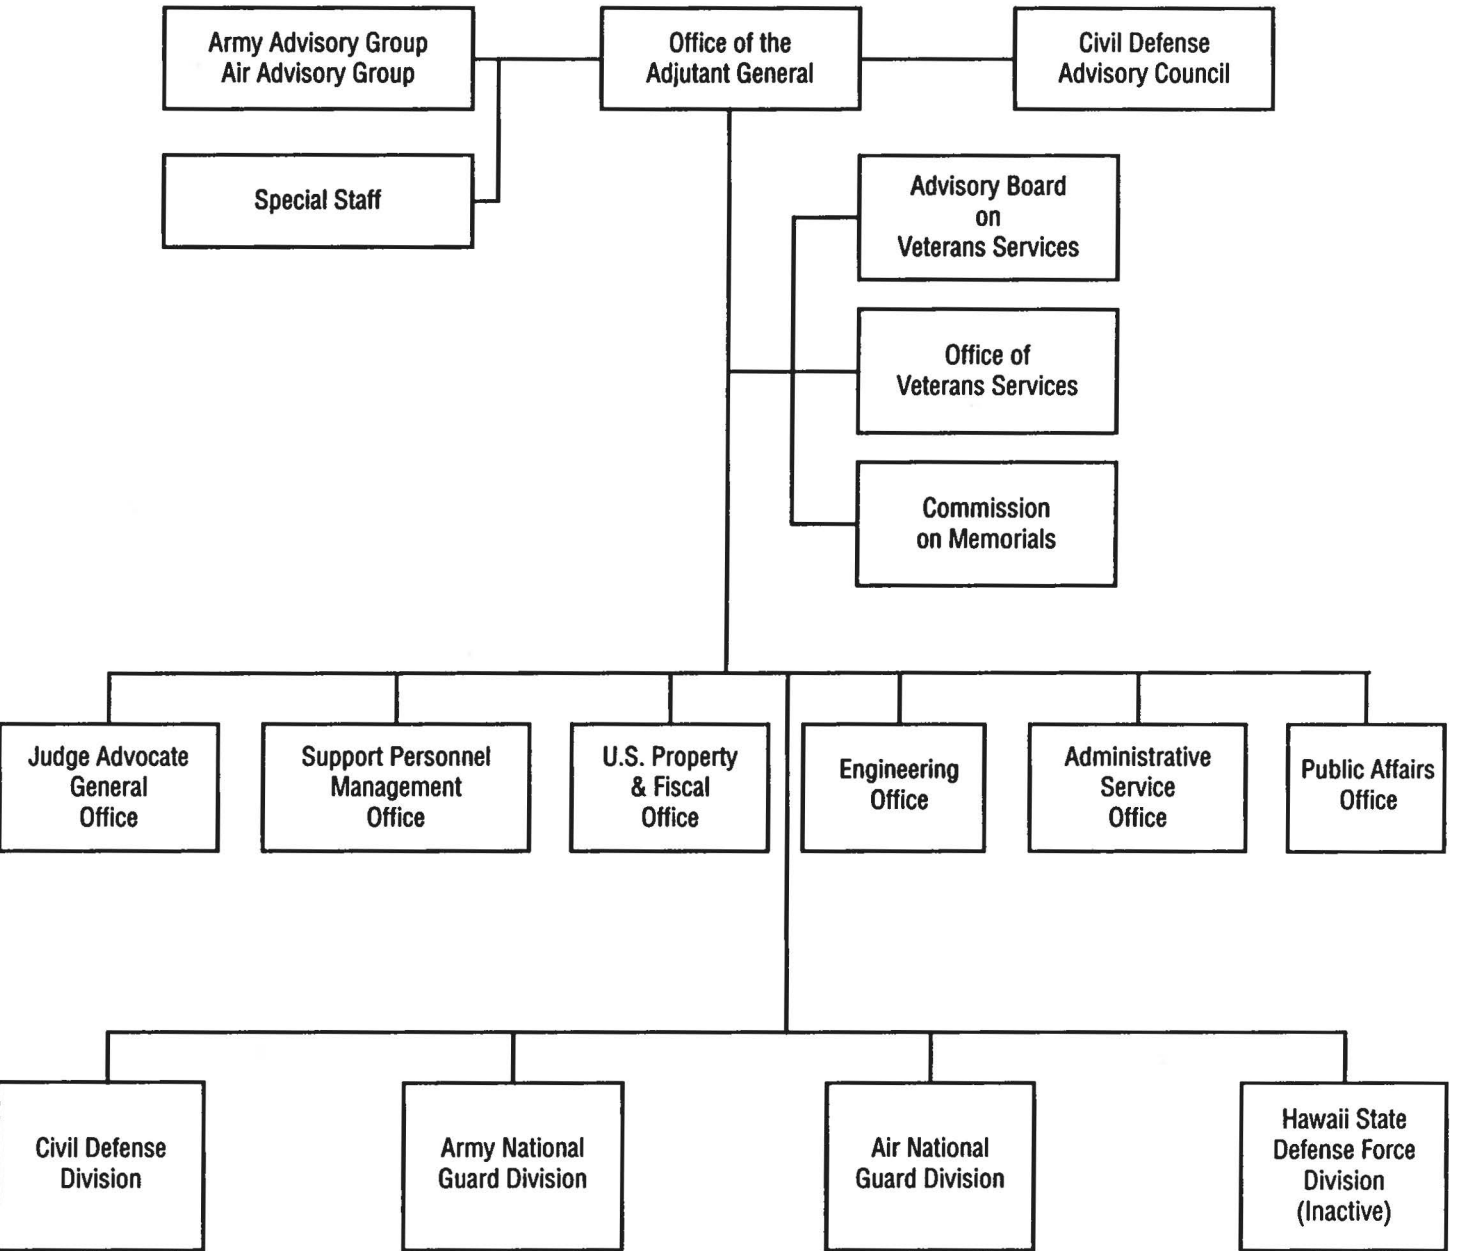 Army Advisory Group
Air Advisory Group
Office of the
Adjutant General
Civil Defense
Advisory Council
Special Staff
Advisory Board
on
Veterans Services
Office of
Veterans Services
Commission
on Memorials
Judge Advocate
General
Office
Support Personnel
Management
Office
U.S. Property
& Fiscal
Office
Engineering
Office
Administrative
Service
Office
Public Affairs
Office
Civil Defense
Division
Army National
Guard Division
Air National
Guard Division
Hawaii State
Defense Force
Division
(Inactive)